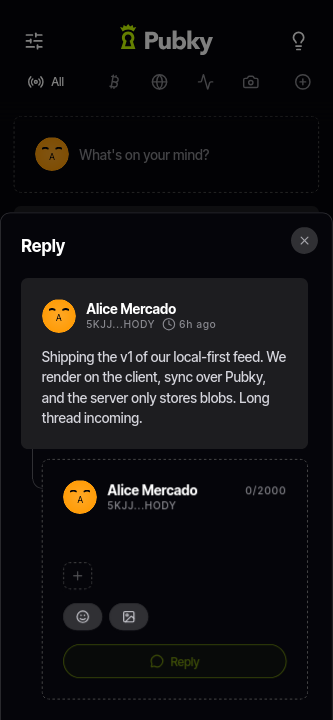 Pubky
All
What's on your mind?
Reply
Alice Mercado
5KJJ...HODY 6h ago
Shipping the v1 of our local-first feed. We
render on the client, sync over Pubky,
and the server only stores blobs. Long
thread incoming.
Alice Mercado 0/2000
5KJJ...HODY
Reply